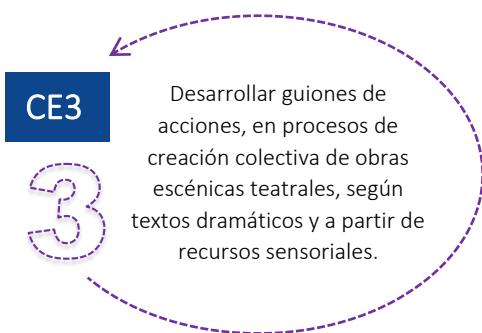 CE3
3
Desarrollar guiones de
acciones, en procesos de
creación colectiva de obras
escénicas teatrales, según
textos dramáticos y a partir de
recursos sensoriales.